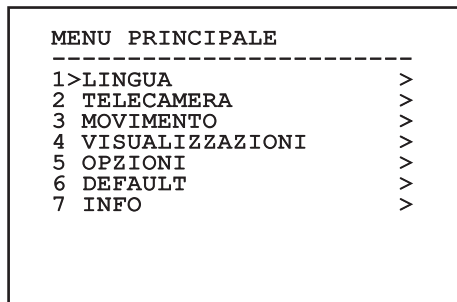 MENU PRINCIPALE
------------------------
1>LINGUA >
2 TELECAMERA >
3 MOVIMENTO >
4 VISUALIZZAZIONI >
5 OPZIONI >
6 DEFAULT >
7 INFO >